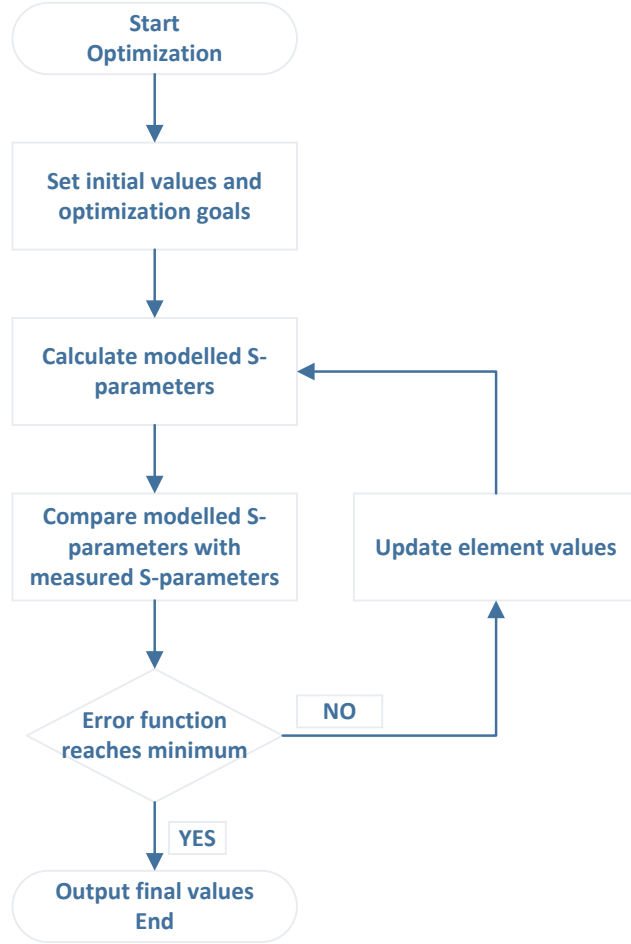 Start
Optimization
Set initial values and
optimization goals
Calculate modelled S-
parameters
Compare modelled S-
parameters with
measured S-parameters
Update element values
Error function
reaches minimum
NO
YES
Output final values
End